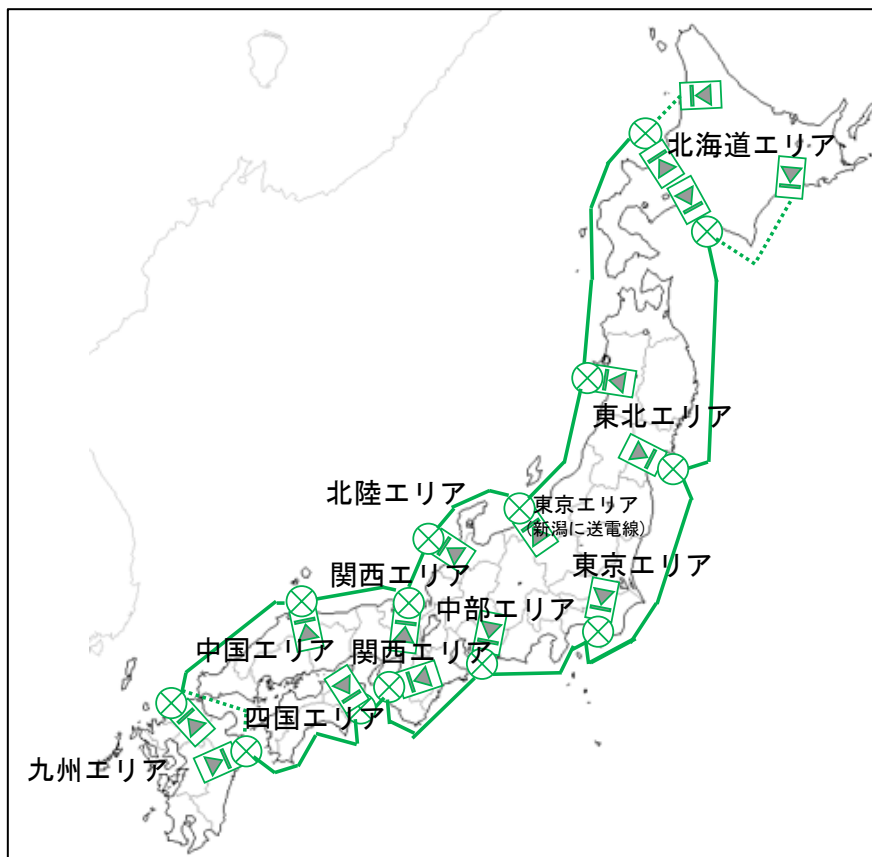 北海道エリア
東北エリア
北陸エリア
東京エリア
(新潟に送電線)
関西エリア
東京エリア
中部エリア
中国エリア
関西エリア
四国エリア
九州エリア